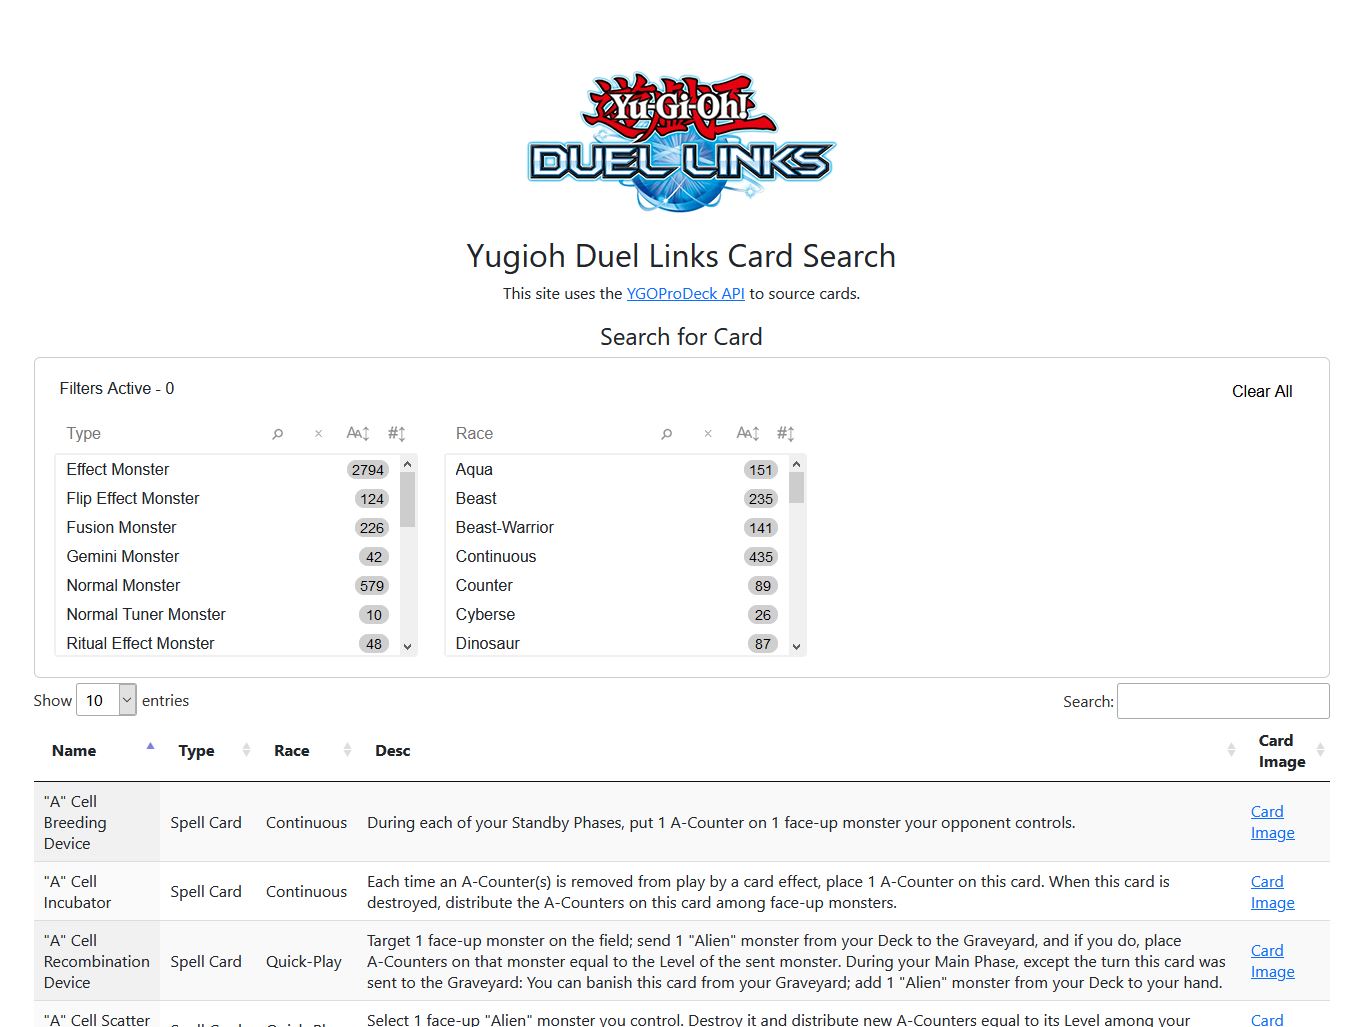 遊戯王
Yu-Gi-Oh!
DUEL LINKS
Yugioh Duel Links Card Search
This site uses the YGOProDeck API to source cards.
Search for Card
Filters Active - 0
Clear All
Type
Race
Effect Monster 2794
Flip Effect Monster 124
Fusion Monster 226
Gemini Monster 42
Normal Monster 579
Normal Tuner Monster 10
Ritual Effect Monster 48
Aqua 151
Beast 235
Beast-Warrior 141
Continuous 435
Counter 89
Cyberse 26
Dinosaur 87
Show 10 entries
Search:
Name Type Race Desc Card
Image
"A" Cell
Breeding
Device
Spell Card
Continuous
During each of your Standby Phases, put 1 A-Counter on 1 face-up monster your opponent controls.
Card
Image
"A" Cell
Incubator
Spell Card
Continuous
Each time an A-Counter(s) is removed from play by a card effect, place 1 A-Counter on this card. When this card is
destroyed, distribute the A-Counters on this card among face-up monsters.
Card
Image
"A" Cell
Recombination
Device
Spell Card
Quick-Play
Target 1 face-up monster on the field; send 1 "Alien" monster from your Deck to the Graveyard, and if you do, place
A-Counters on that monster equal to the Level of the sent monster. During your Main Phase, except the turn this card was
sent to the Graveyard: You can banish this card from your Graveyard; add 1 "Alien" monster from your Deck to your hand.
Card
Image
"A" Cell Scatter
Select 1 face-up "Alien" monster you control. Destroy it and distribute new A-Counters equal to its Level among your
Card